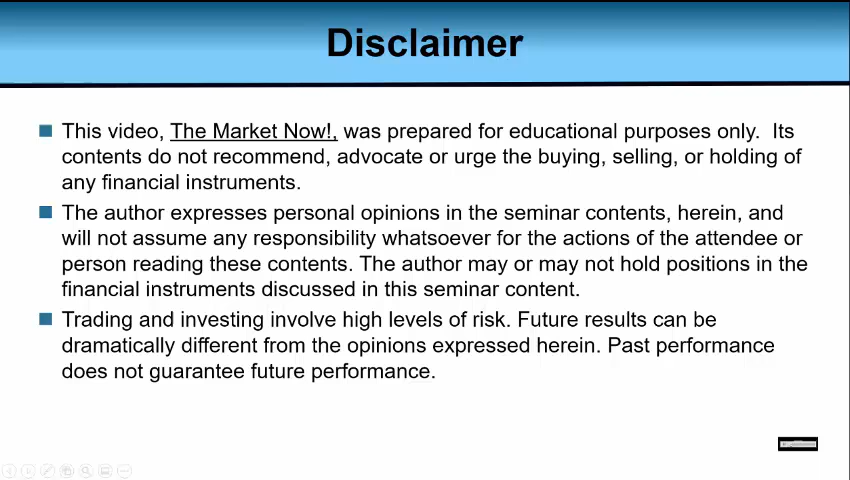 Disclaimer
This video, The Market Now!, was prepared for educational purposes only.  Its
contents do not recommend, advocate or urge the buying, selling, or holding of
any financial instruments.
The author expresses personal opinions in the seminar contents, herein, and
will not assume any responsibility whatsoever for the actions of the attendee or
person reading these contents. The author may or may not hold positions in the
financial instruments discussed in this seminar content.
Trading and investing involve high levels of risk. Future results can be
dramatically different from the opinions expressed herein. Past performance
does not guarantee future performance.